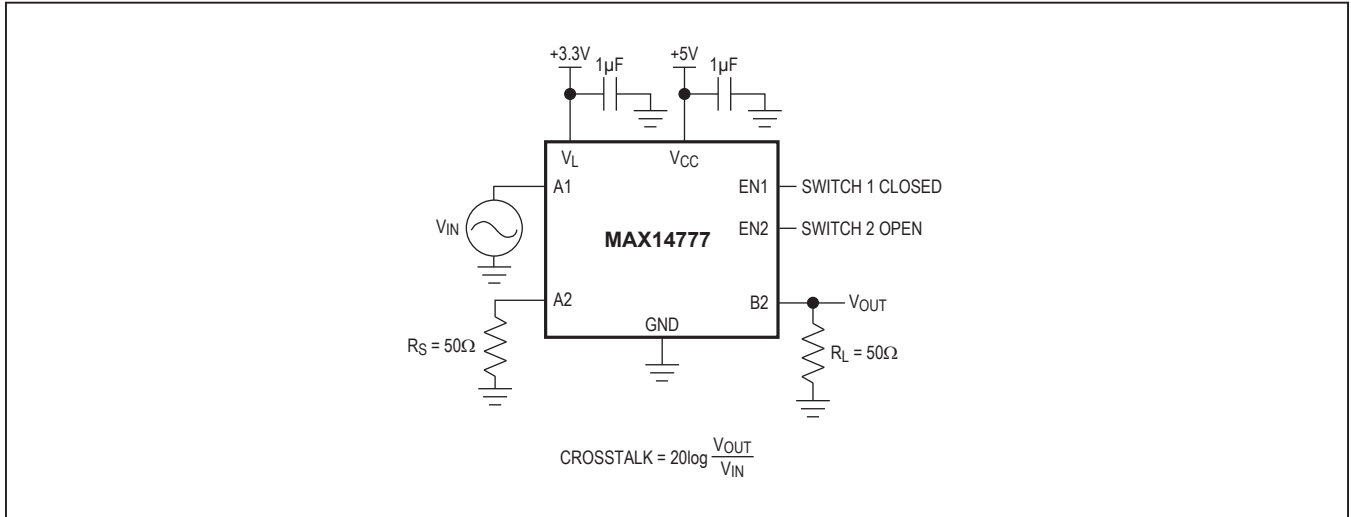 +3.3V 1µF +5V 1µF
VL VCC
A1 EN1 SWITCH 1 CLOSED
VIN MAX14777 EN2 SWITCH 2 OPEN
A2 B2 VOUT
GND
RS = 50Ω RL = 50Ω
CROSSTALK = 20log VOUT
VIN